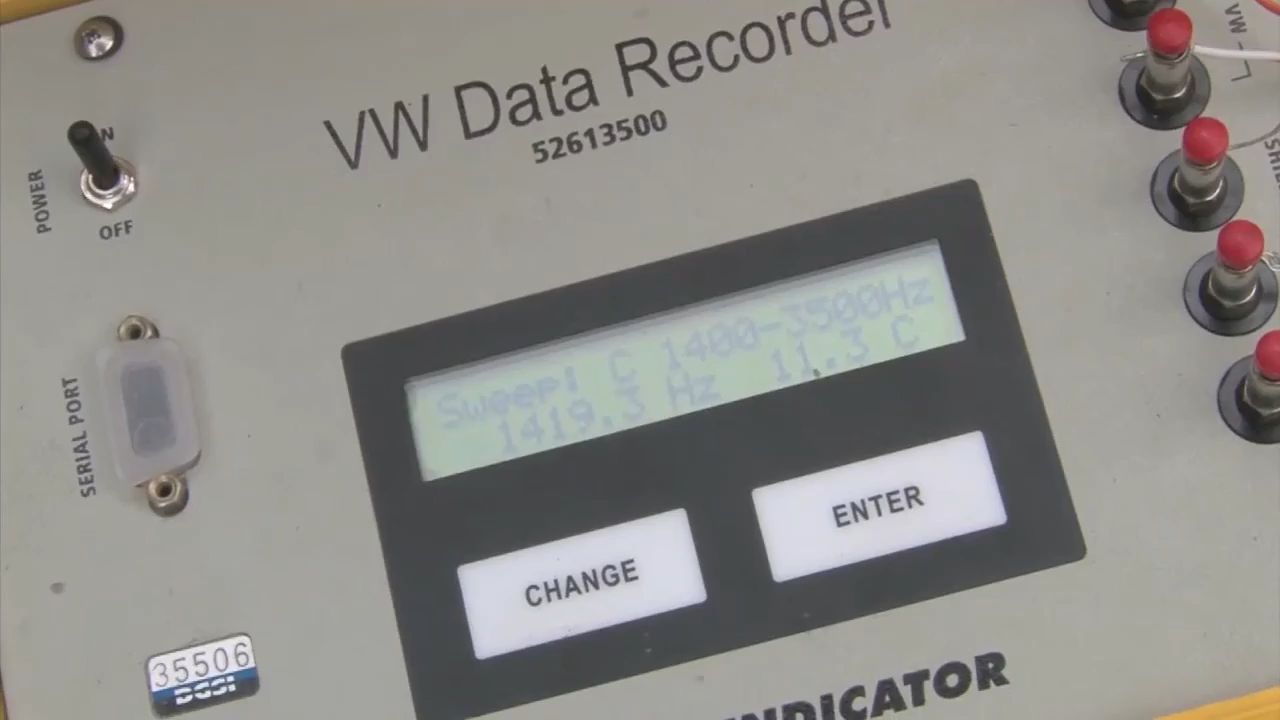 VW Data Recorder
52613500
POWER
OFF
SERIAL PORT
Sweep: C 1400-3500Hz
1419.3 Hz 11.3 C
CHANGE
ENTER
35506
DGSI
INDICATOR